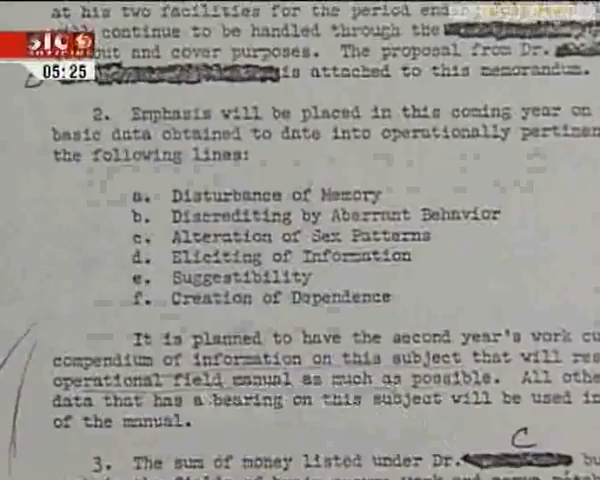 at his two facilities for the period end
continue to be handled through the
out and cover purposes. The proposal from Dr.
is attached to this memorandum.
sic
05:25
2. Emphasis will be placed in this coming year on
basic data obtained to date into operationally pertinen
the following lines:
a. Disturbance of Memory
b. Discrediting by Aberrant Behavior
c. Alteration of Sex Patterns
d. Eliciting of Information
e. Suggestibility
f. Creation of Dependence
It is planned to have the second year's work cu
compendium of information on this subject that will res
operational field manual as much as possible. All othe
data that has a bearing on this subject will be used in
of the manual.
C
3. The sum of money listed under Dr. bu